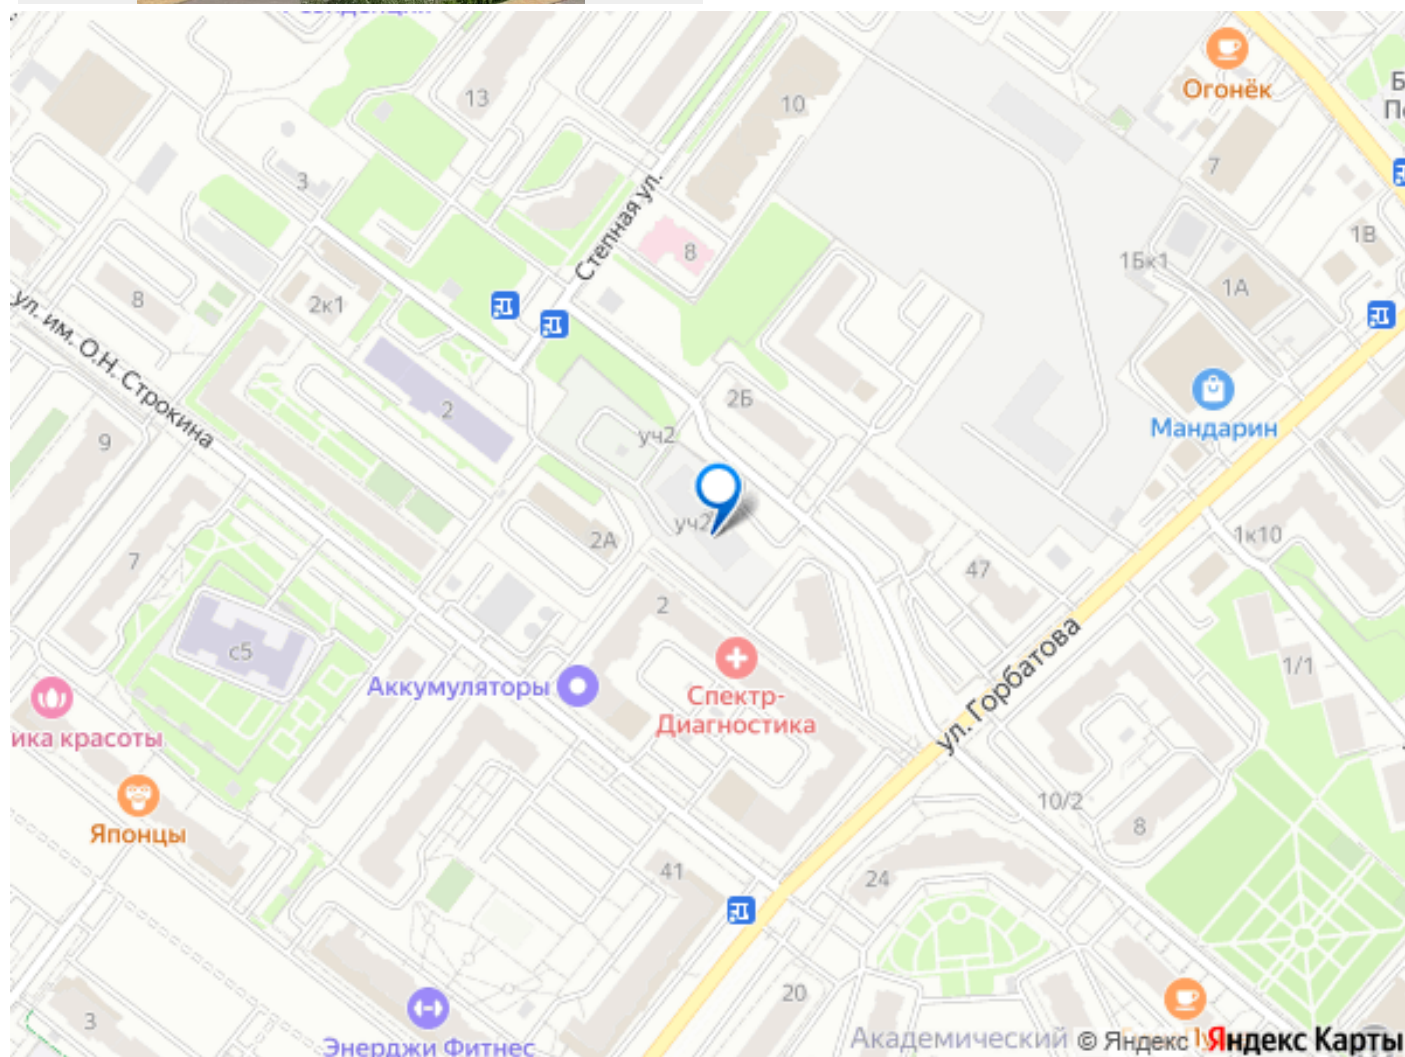 Огонёк
13
10
7
3
Степная ул.
8
1В
1Бк1
8
2к1
1А
ул. им. О.Н. Строкина
2Б
2
Мандарин
уч2
9
уч2
2А
1к10
7
47
2
с5
ул. Горбатова
1/1
Аккумуляторы
Спектр-
Диагностика
ика красоты
10/2
Японцы
8
41
24
20
3
Энерджи Фитнес
Академический
© Яндекс
Яндекс Карты